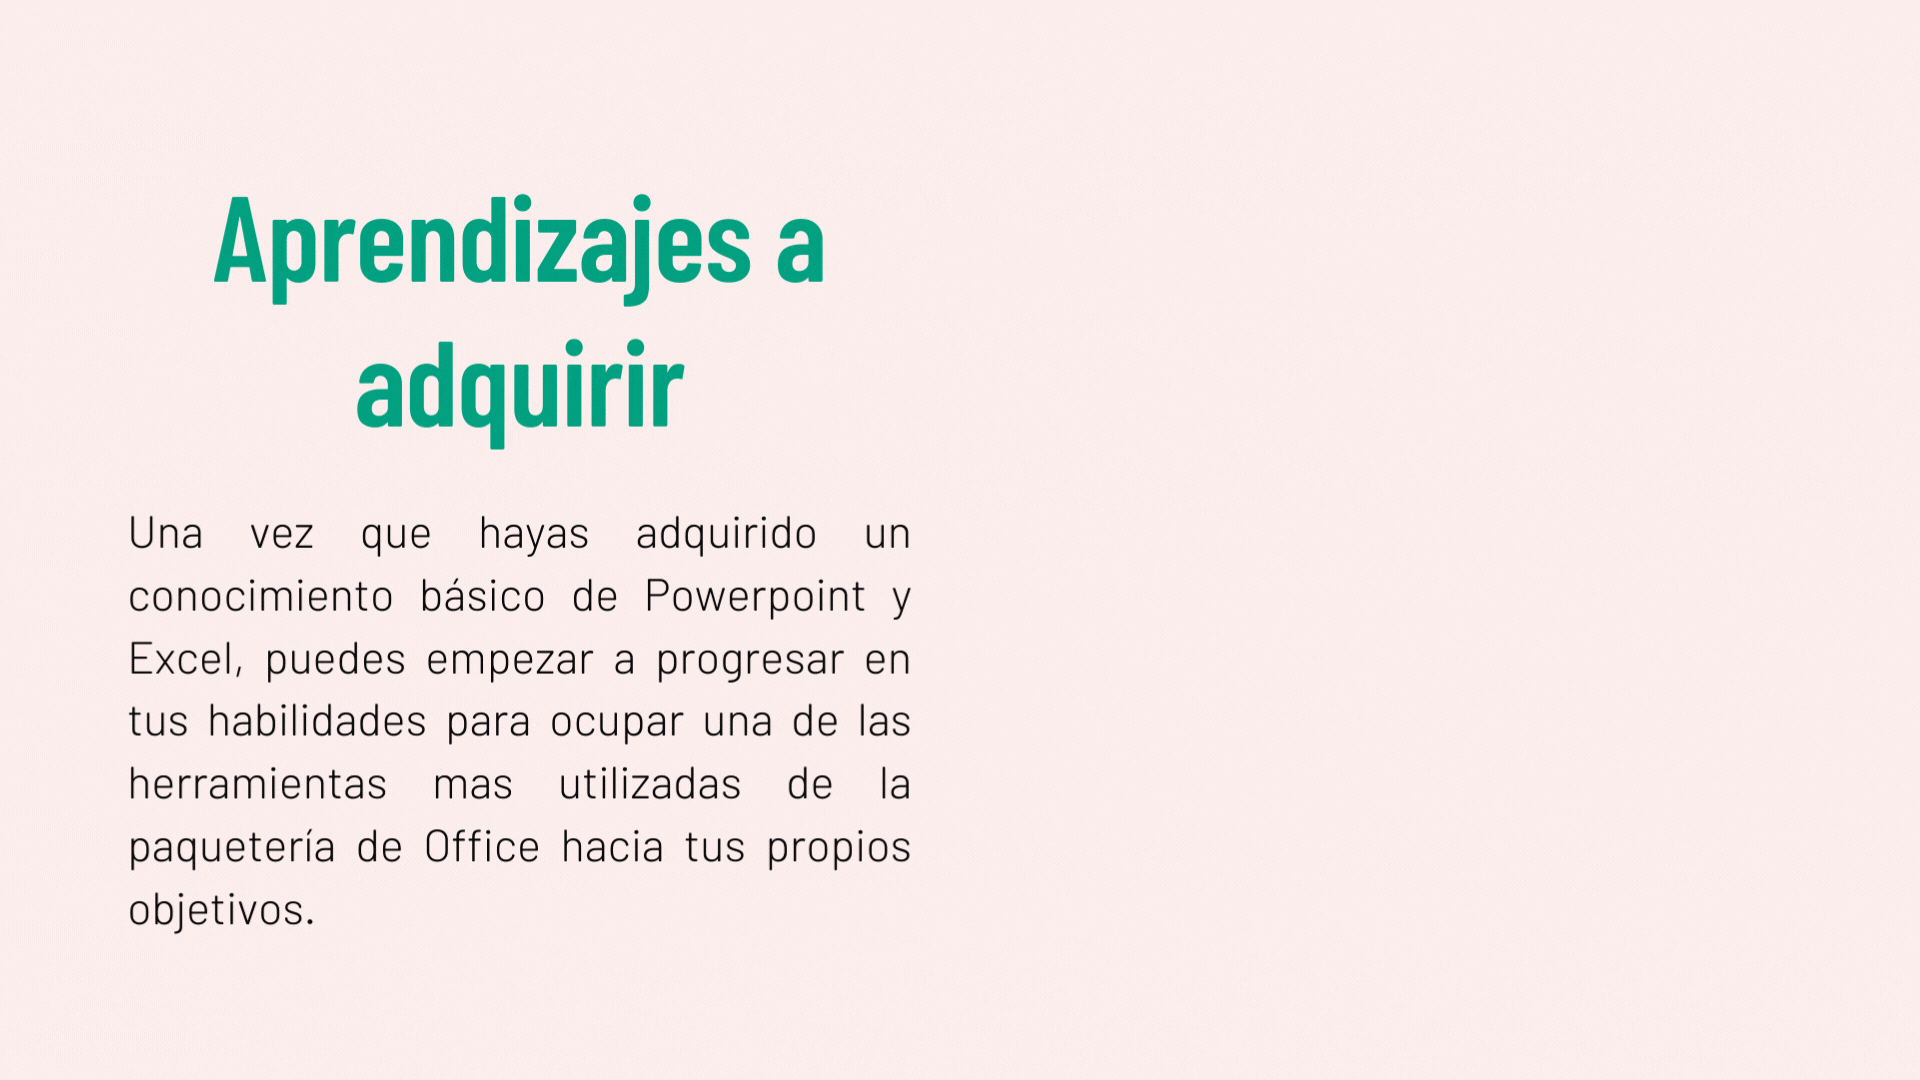 Aprendizajes a
adquirir
Una vez que hayas adquirido un
conocimiento básico de Powerpoint y
Excel, puedes empezar a progresar en
tus habilidades para ocupar una de las
herramientas mas utilizadas de la
paquetería de Office hacia tus propios
objetivos.